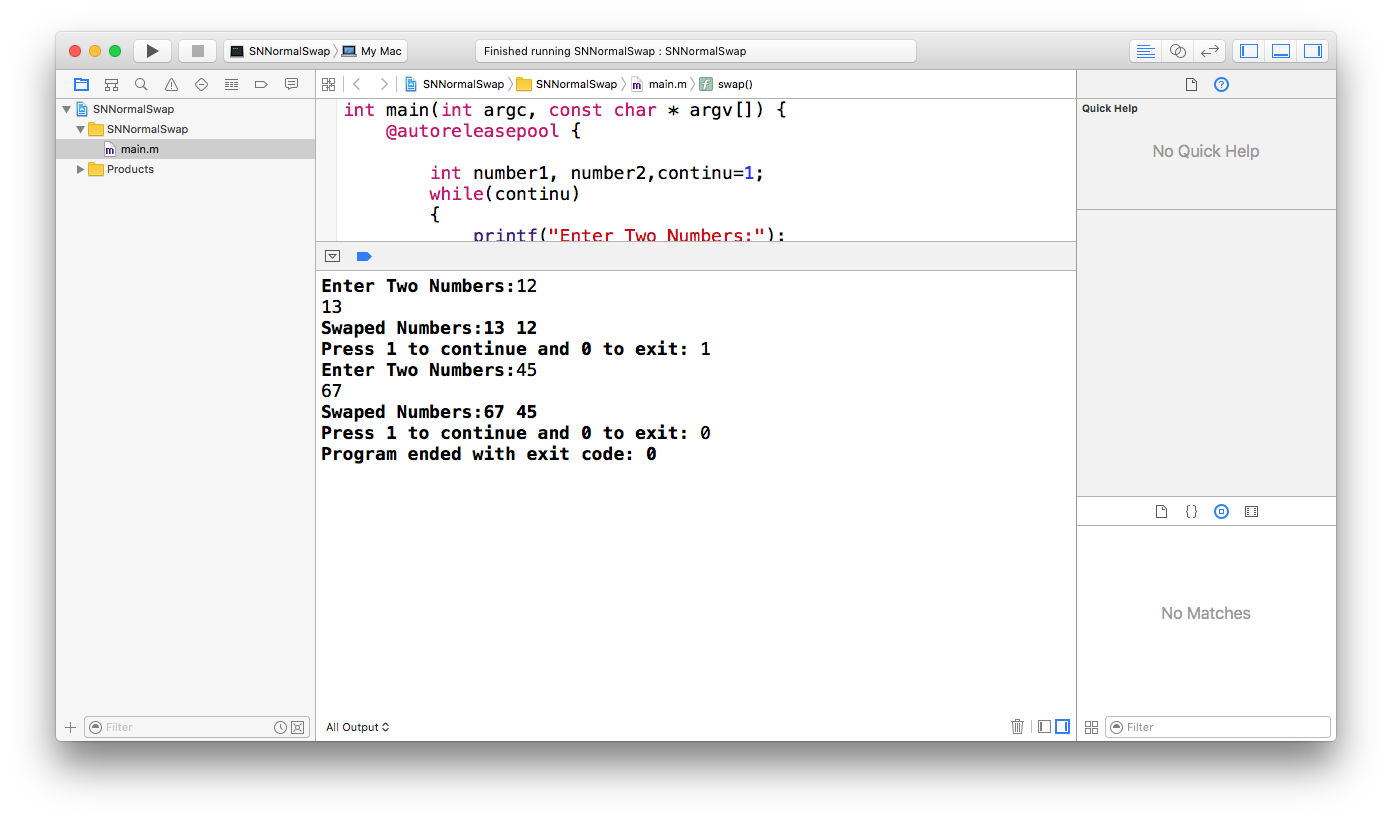 SNNormalSwap 〉 My Mac
Finished running SNNormalSwap : SNNormalSwap
SNNormalSwap 〉 SNNormalSwap 〉 main.m 〉 swap()
SNNormalSwap
SNNormalSwap
main.m
Products
int main(int argc, const char * argv[]) {
@autoreleasepool {
int number1, number2,continu=1;
while(continu)
{
printf("Enter Two Numbers:");
Enter Two Numbers:12
13
Swaped Numbers:13 12
Press 1 to continue and 0 to exit: 1
Enter Two Numbers:45
67
Swaped Numbers:67 45
Press 1 to continue and 0 to exit: 0
Program ended with exit code: 0
Quick Help
No Quick Help
No Matches
Filter
All Output
Filter